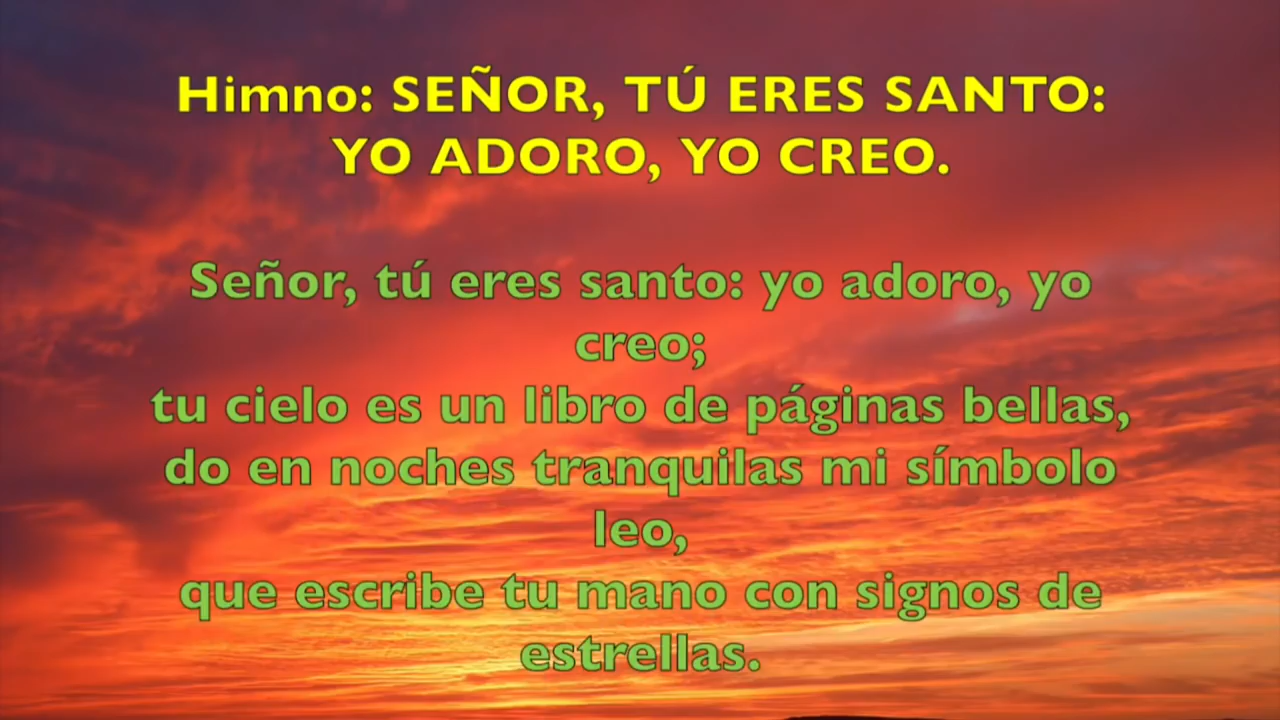 Himno: SEÑOR, TÚ ERES SANTO:
YO ADORO, YO CREO.
Señor, tú eres santo: yo adoro, yo
creo;
tu cielo es un libro de páginas bellas,
do en noches tranquilas mi símbolo
leo,
que escribe tu mano con signos de
estrellas.